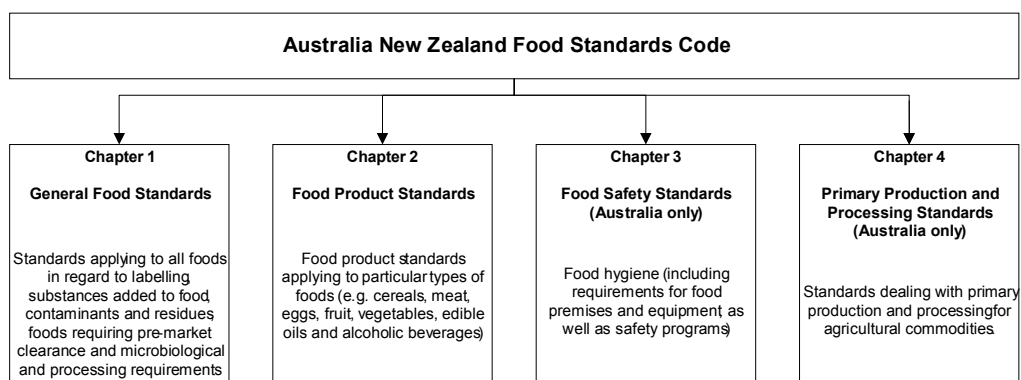 Australia New Zealand Food Standards Code
Chapter 1
General Food Standards
Standards applying to all foods
in regard to labelling,
substances added to food,
contaminants and residues,
foods requiring pre-market
clearance and microbiological
and processing requirements
Chapter 2
Food Product Standards
Food product standards
applying to particular types of
foods (e.g. cereals, meat,
eggs, fruit, vegetables, edible
oils and alcoholic beverages)
Chapter 3
Food Safety Standards
(Australia only)
Food hygiene (including
requirements for food
premises and equipment, as
well as safety programs)
Chapter 4
Primary Production and
Processing Standards
(Australia only)
Standards dealing with primary
production and processing for
agricultural commodities.